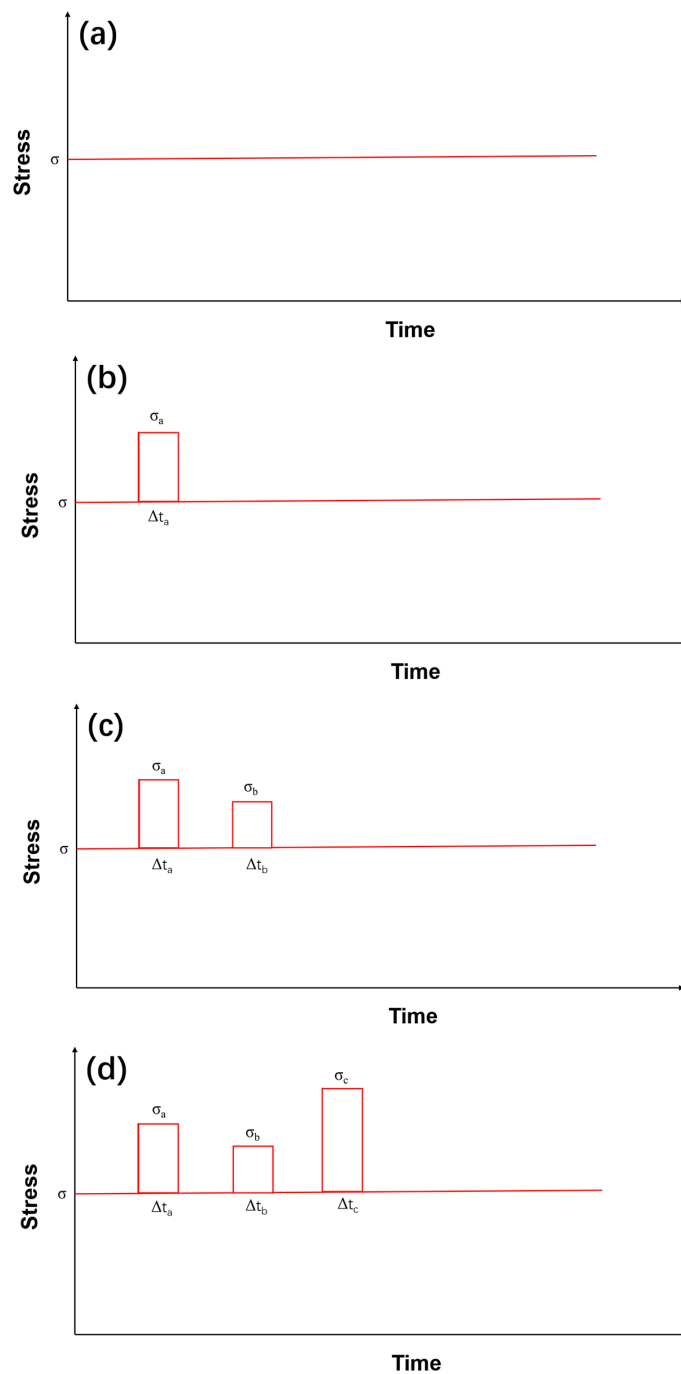 (a)
Stress
σ
Time
(b)
σa
Stress
σ
Δta
Time
(c)
σa
σb
Stress
σ
Δta
Δtb
Time
(d)
σc
σa
σb
Stress
σ
Δta
Δtb
Δtc
Time